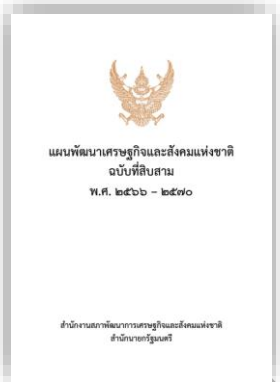 แผนพัฒนาเศรษฐกิจและสังคมแห่งชาติ
ฉบับที่สิบสาม
พ.ศ. ๒๕๖๖ – ๒๕๗๐
สำนักงานสภาพัฒนาการเศรษฐกิจและสังคมแห่งชาติ
สำนักนายกรัฐมนตรี